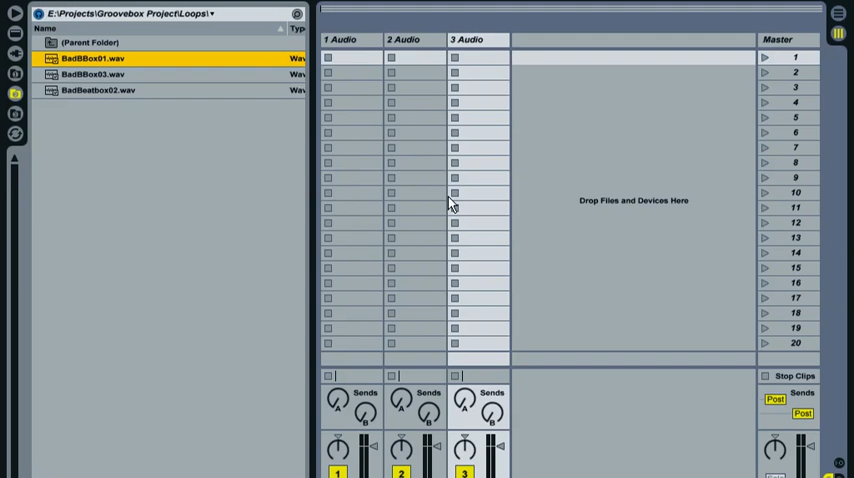 E:\Projects\Groovebox Project\Loops\
Name
Type
(Parent Folder)
BadBBox01.wav
Wav
BadBBox03.wav
Wav
BadBeatbox02.wav
Wav
1 Audio
2 Audio
3 Audio
Master
1
2
3
4
5
6
7
8
9
10
11
12
13
14
15
16
17
18
19
20
Drop Files and Devices Here
Stop Clips
Sends
A
B
Sends
A
B
Sends
A
B
Sends
Post
Post
1
2
3